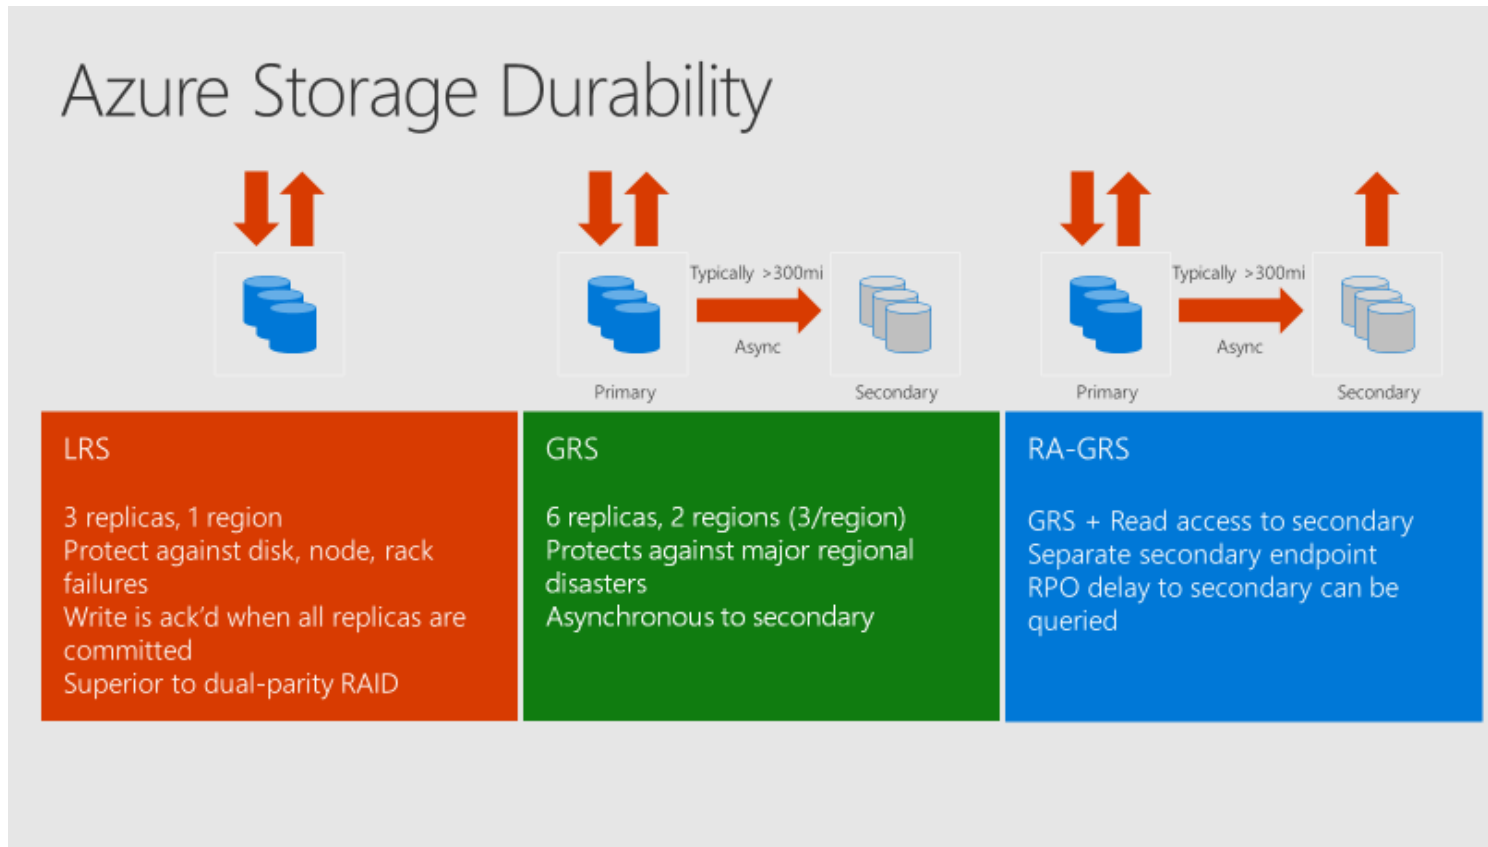 Azure Storage Durability
Typically >300mi
Async
Primary
Secondary
Typically >300mi
Async
Primary
Secondary
LRS
3 replicas, 1 region
Protect against disk, node, rack
failures
Write is ack'd when all replicas are
committed
Superior to dual-parity RAID
GRS
6 replicas, 2 regions (3/region)
Protects against major regional
disasters
Asynchronous to secondary
RA-GRS
GRS + Read access to secondary
Separate secondary endpoint
RPO delay to secondary can be
queried